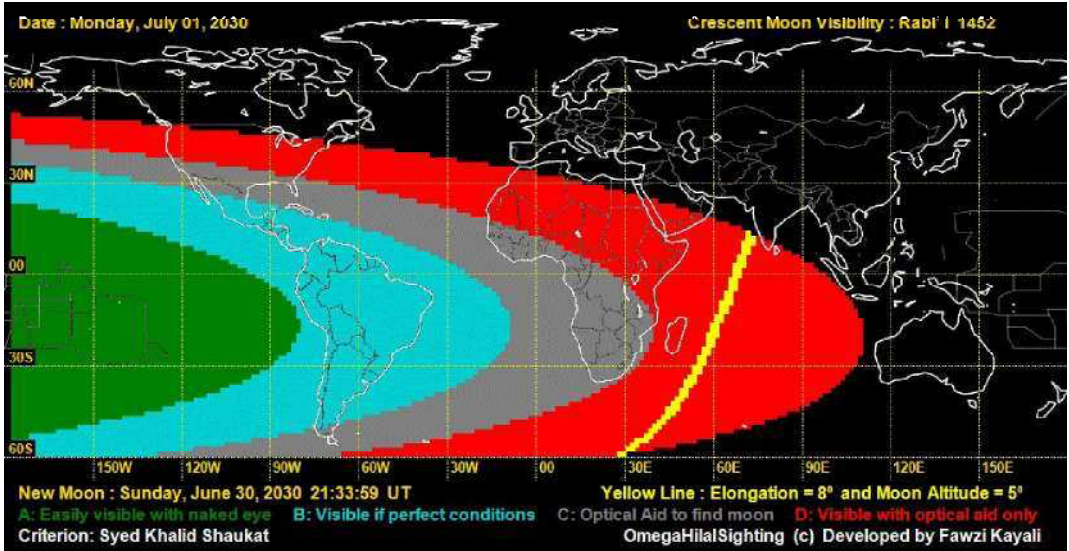 Date : Monday, July 01, 2030
Crescent Moon Visibility : Rabi' I 1452
60N
30N
00
30S
60S
150W 120W 90W 60W 30W 00 30E 60E 90E 120E 150E
New Moon : Sunday, June 30, 2030 21:33:59 UT
Yellow Line : Elongation = 8º and Moon Altitude = 5º
A: Easily visible with naked eye B: Visible if perfect conditions C: Optical Aid to find moon D: Visible with optical aid only
Criterion: Syed Khalid Shaukat
OmegaHilalSighting (c) Developed by Fawzi Kayali